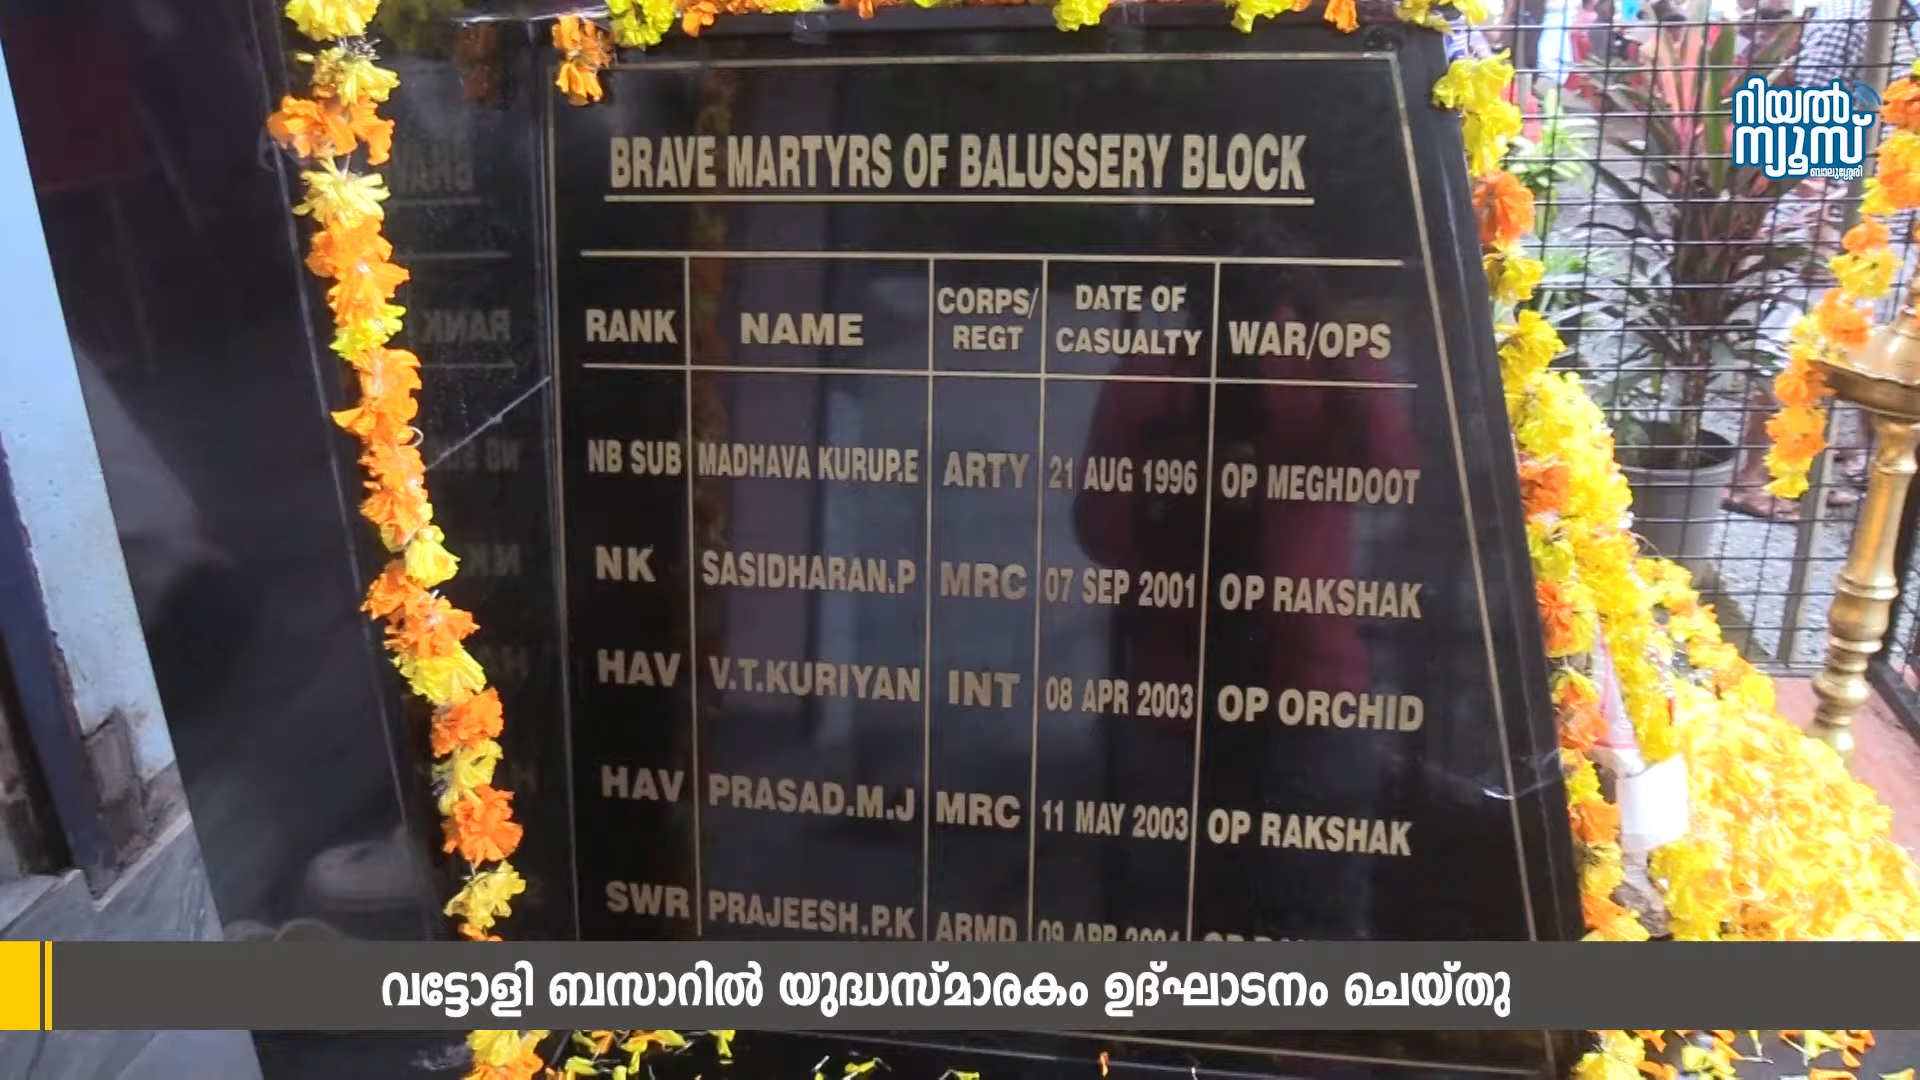 റിയൽ
ന്യൂസ്
ബാലുശ്ശേരി
BRAVE MARTYRS OF BALUSSERY BLOCK
RANK NAME CORPS/ REGT DATE OF CASUALTY WAR/OPS
NB SUB MADHAVA KURUP.E ARTY 21 AUG 1996 OP MEGHDOOT
NK SASIDHARAN.P MRC 07 SEP 2001 OP RAKSHAK
HAV V.T.KURIYAN INT 08 APR 2003 OP ORCHID
HAV PRASAD.M.J MRC 11 MAY 2003 OP RAKSHAK
SWR PRAJEESH.P.K ARMD 09 APR
വട്ടോളി ബസാറിൽ യുദ്ധസ്മാരകം ഉദ്ഘാടനം ചെയ്തു